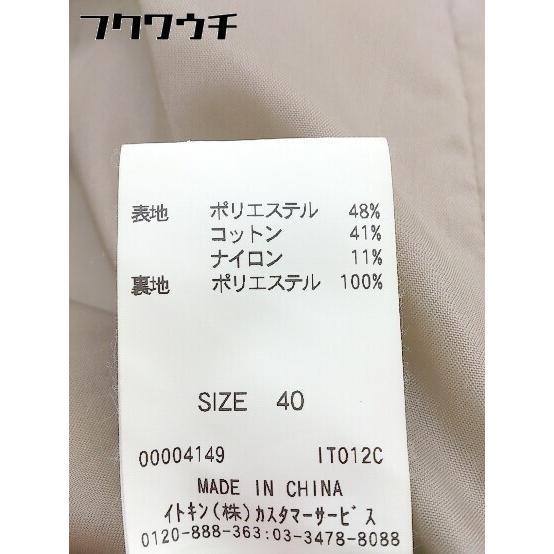 フクワウチ
表地 ポリエステル 48%
コットン 41%
ナイロン 11%
裏地 ポリエステル 100%
SIZE 40
00004149 IT012C
MADE IN CHINA
イトキン(株)カスタマーサービス
0120-888-363:03-3478-8088